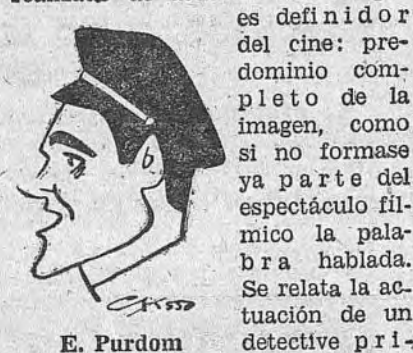 es definidor
del cine: pre-
dominio com-
pleto de la
imagen, como
si no formase
ya parte del
espectáculo fíl-
mico la pala-
bra hablada.
Se relata la ac-
tuación de un
detective pri-
E. Purdom